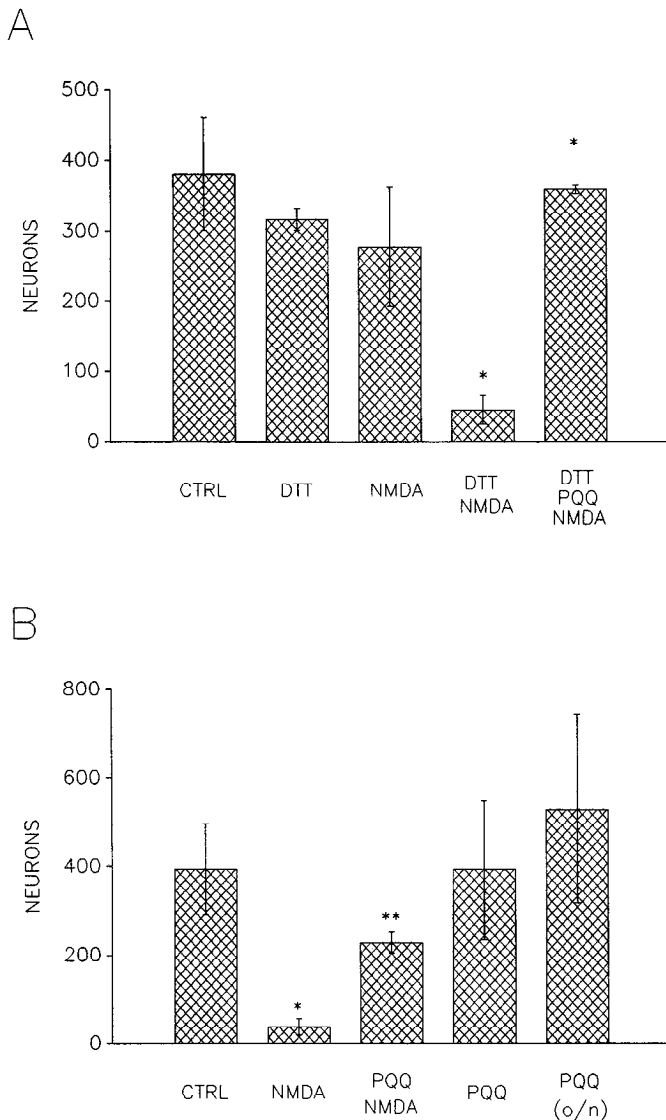 A
500
400
300
200
100
0
NEURONS
*
*
CTRL
DTT
NMDA
DTT
NMDA
DTT
PQQ
NMDA
B
800
600
400
200
0
NEURONS
*
**
CTRL
NMDA
PQQ
NMDA
PQQ
PQQ
(o/n)